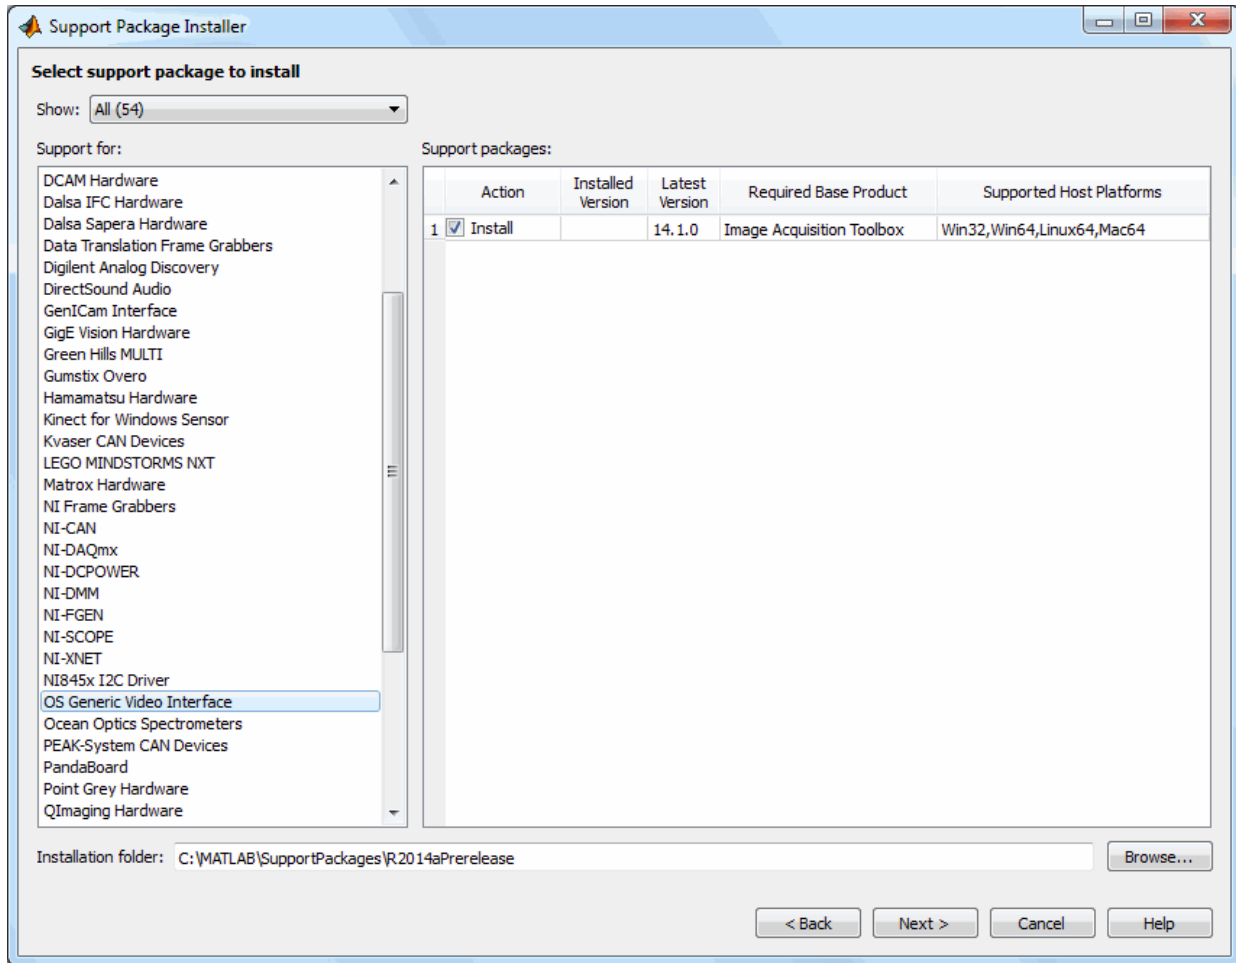 Support Package Installer
Select support package to install
Show: All (54)
Support for:
DCAM Hardware
Dalsa IFC Hardware
Dalsa Sapera Hardware
Data Translation Frame Grabbers
Digilent Analog Discovery
DirectSound Audio
GenICam Interface
GigE Vision Hardware
Green Hills MULTI
Gumstix Overo
Hamamatsu Hardware
Kinect for Windows Sensor
Kvaser CAN Devices
LEGO MINDSTORMS NXT
Matrox Hardware
NI Frame Grabbers
NI-CAN
NI-DAQmx
NI-DCPOWER
NI-DMM
NI-FGEN
NI-SCOPE
NI-XNET
NI845x I2C Driver
OS Generic Video Interface
Ocean Optics Spectrometers
PEAK-System CAN Devices
PandaBoard
Point Grey Hardware
QImaging Hardware
Support packages:
Action Installed Version Latest Version Required Base Product Supported Host Platforms
1 Install 14.1.0 Image Acquisition Toolbox Win32,Win64,Linux64,Mac64
Installation folder: C:\MATLAB\SupportPackages\R2014aPrerelease Browse...
< Back Next > Cancel Help